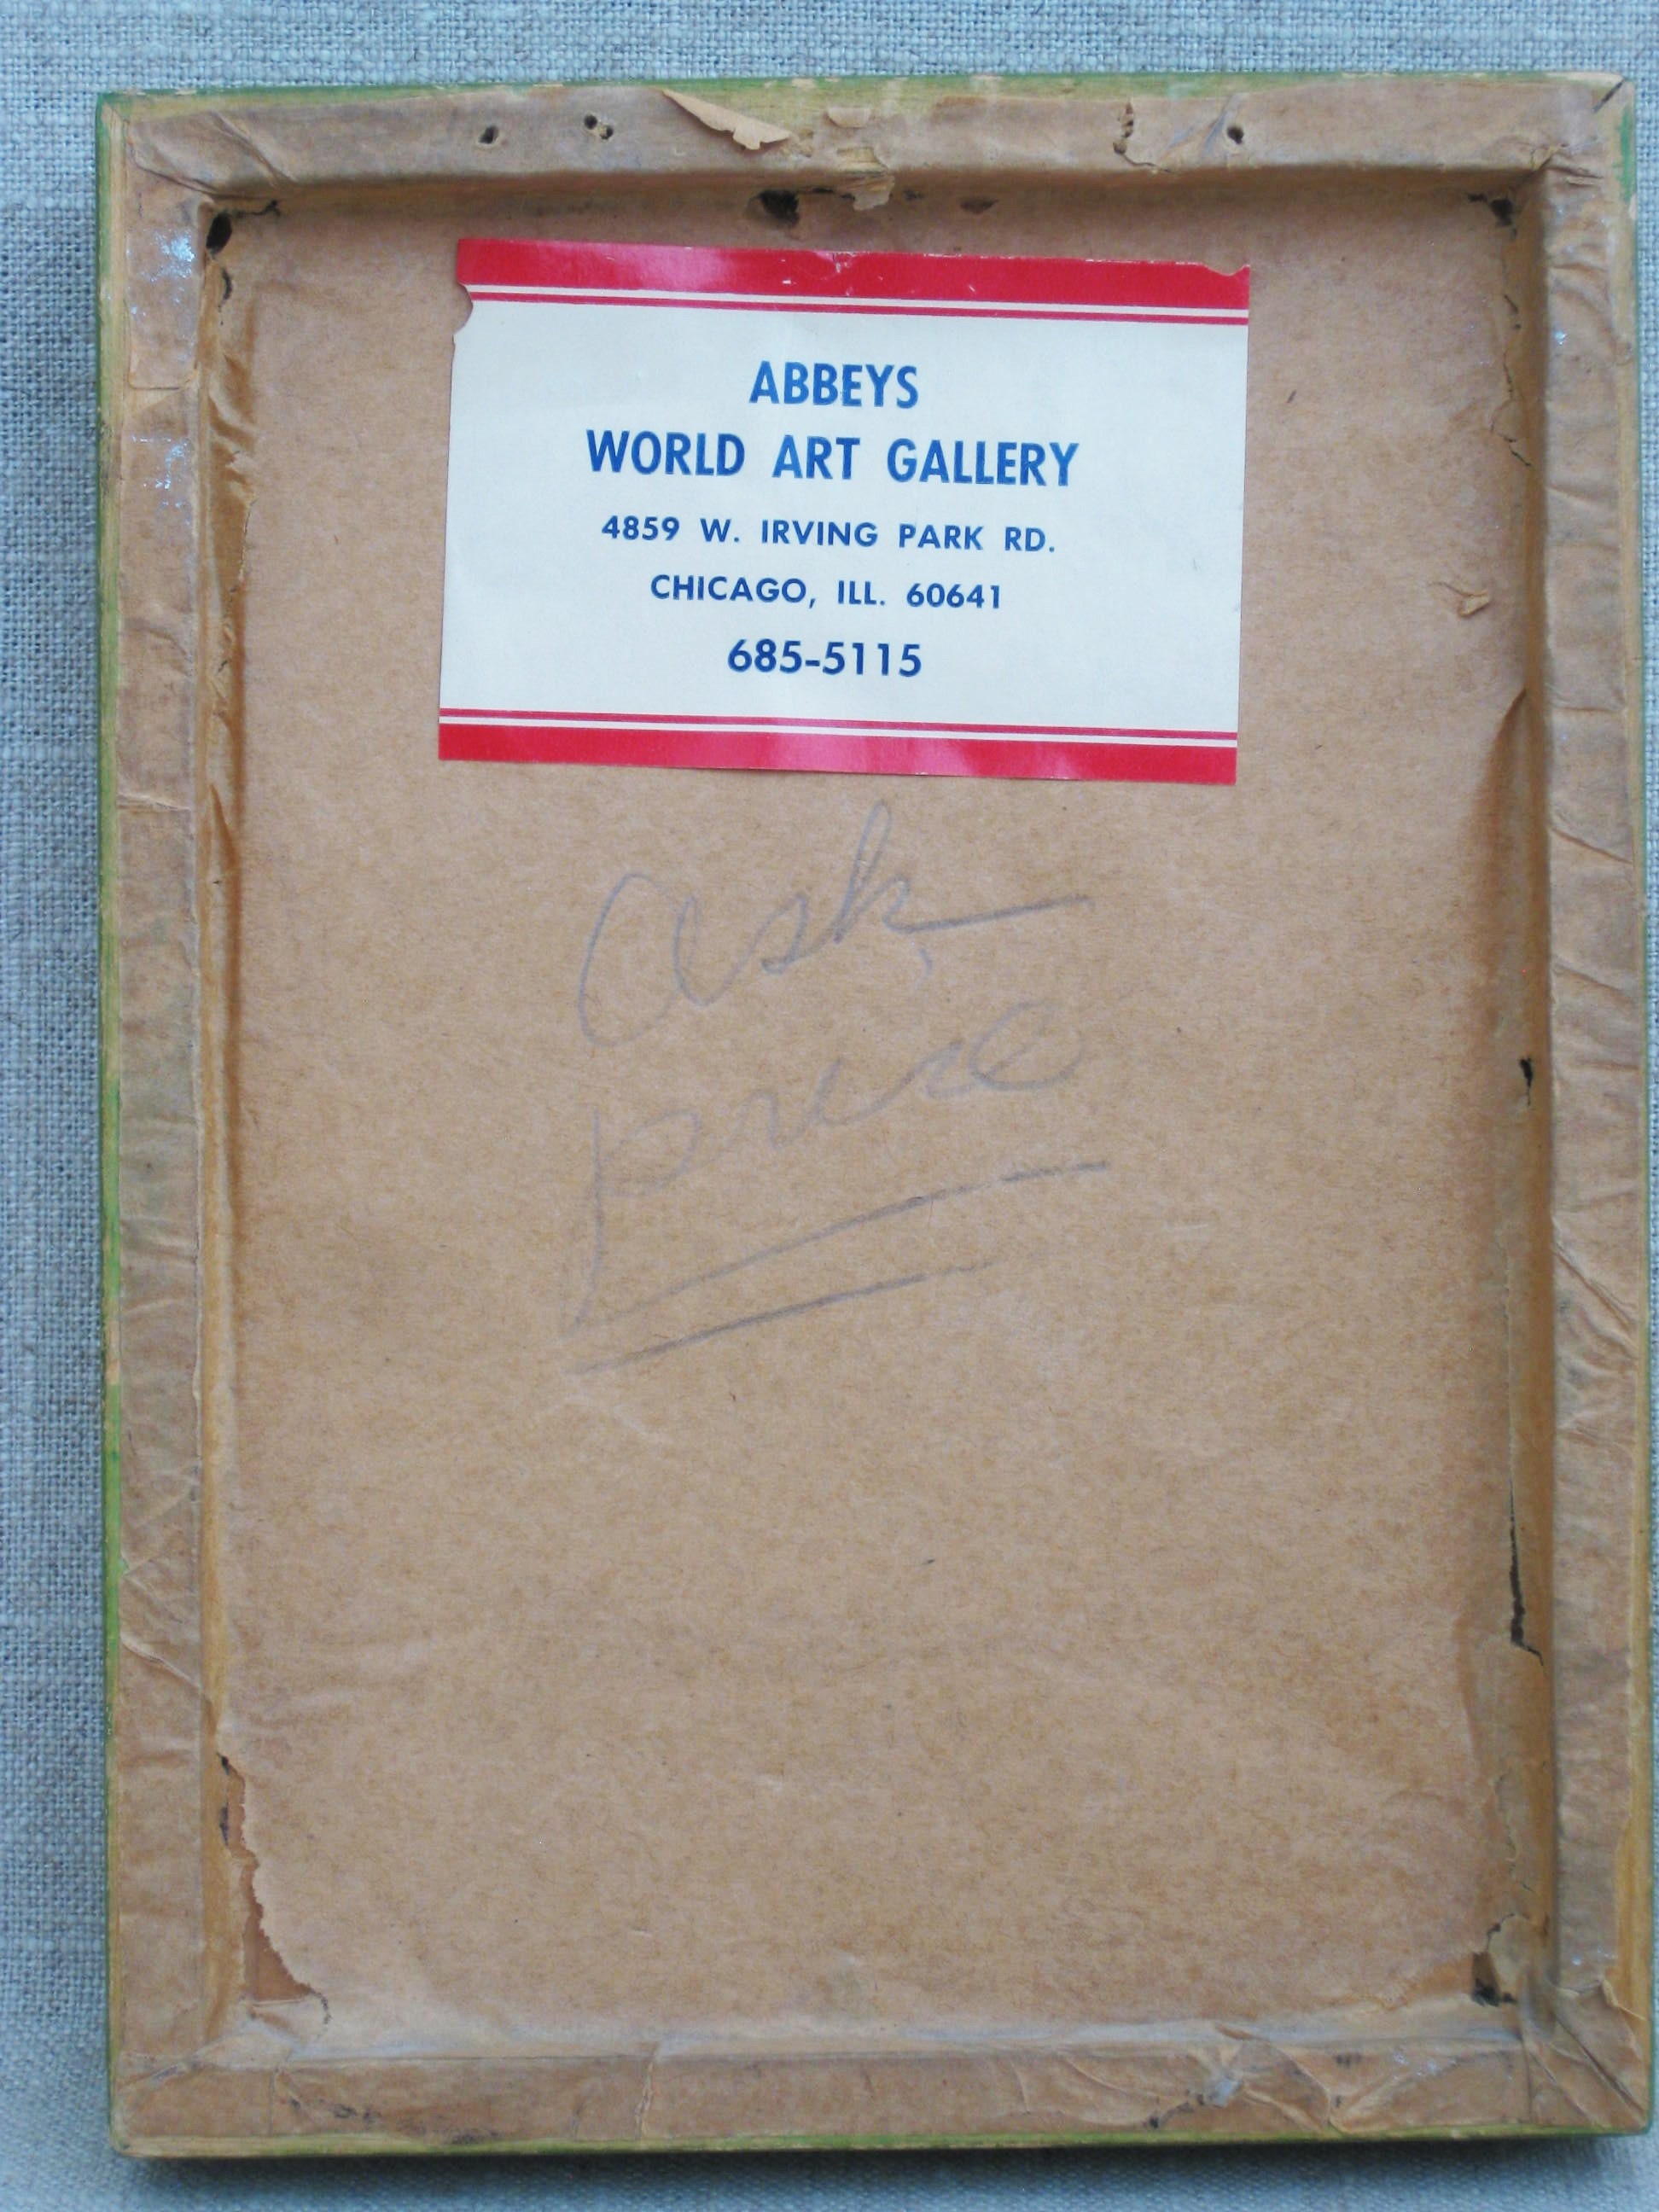 ABBEYS
WORLD ART GALLERY
4859 W. IRVING PARK RD.
CHICAGO, ILL. 60641
685-5115
Ask
price